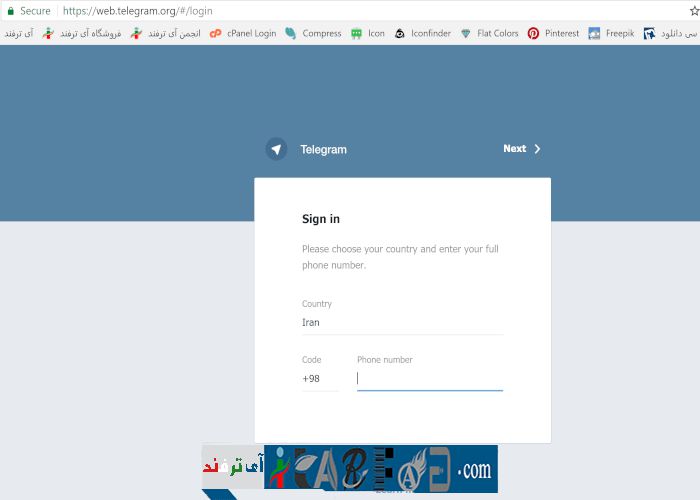 Secure https://web.telegram.org/#/login
آی ترفند فروشگاه آی ترفند انجمن آی ترفند cPanel Login Compress Icon Iconfinder Flat Colors Pinterest Freepik سی دانلود
Telegram Next
Sign in
Please choose your country and enter your full
phone number.
Country
Iran
Code Phone number
+98
آی ترفند .com